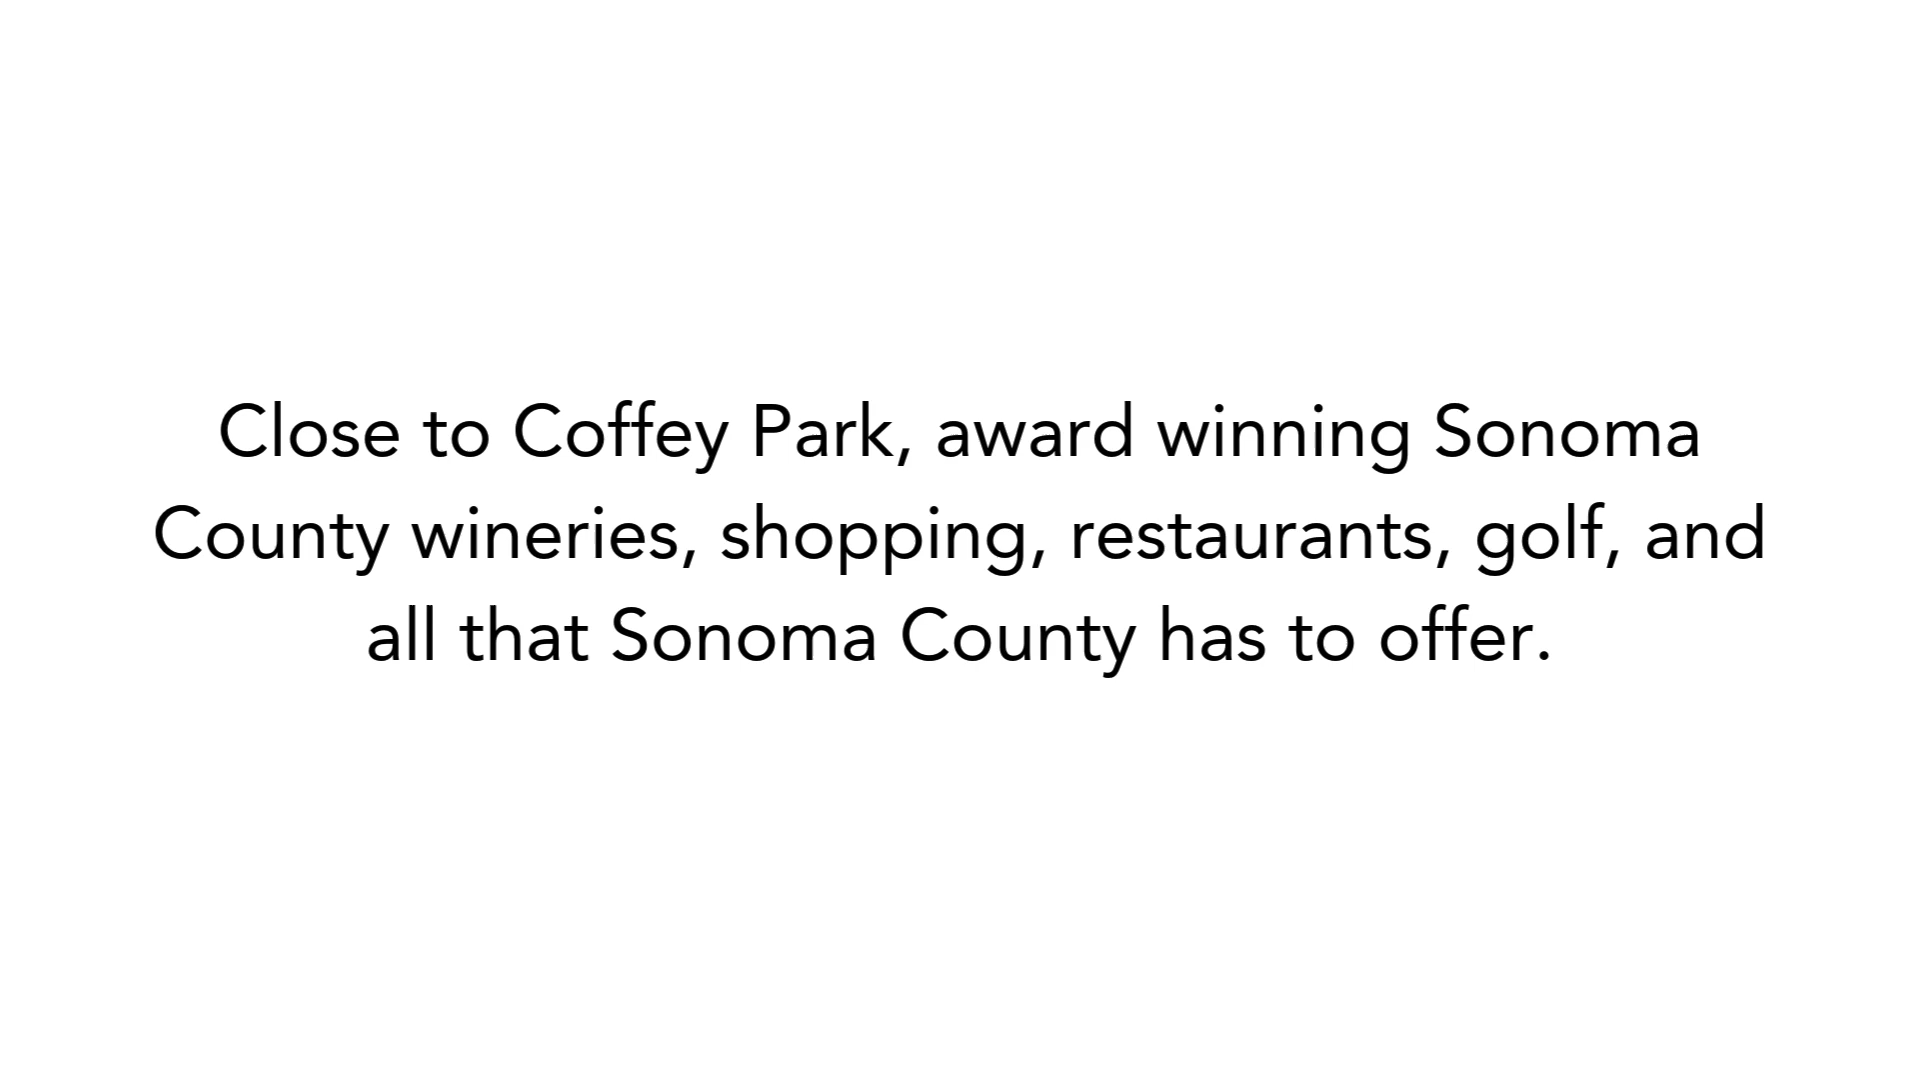 Close to Coffey Park, award winning Sonoma
County wineries, shopping, restaurants, golf, and
all that Sonoma County has to offer.